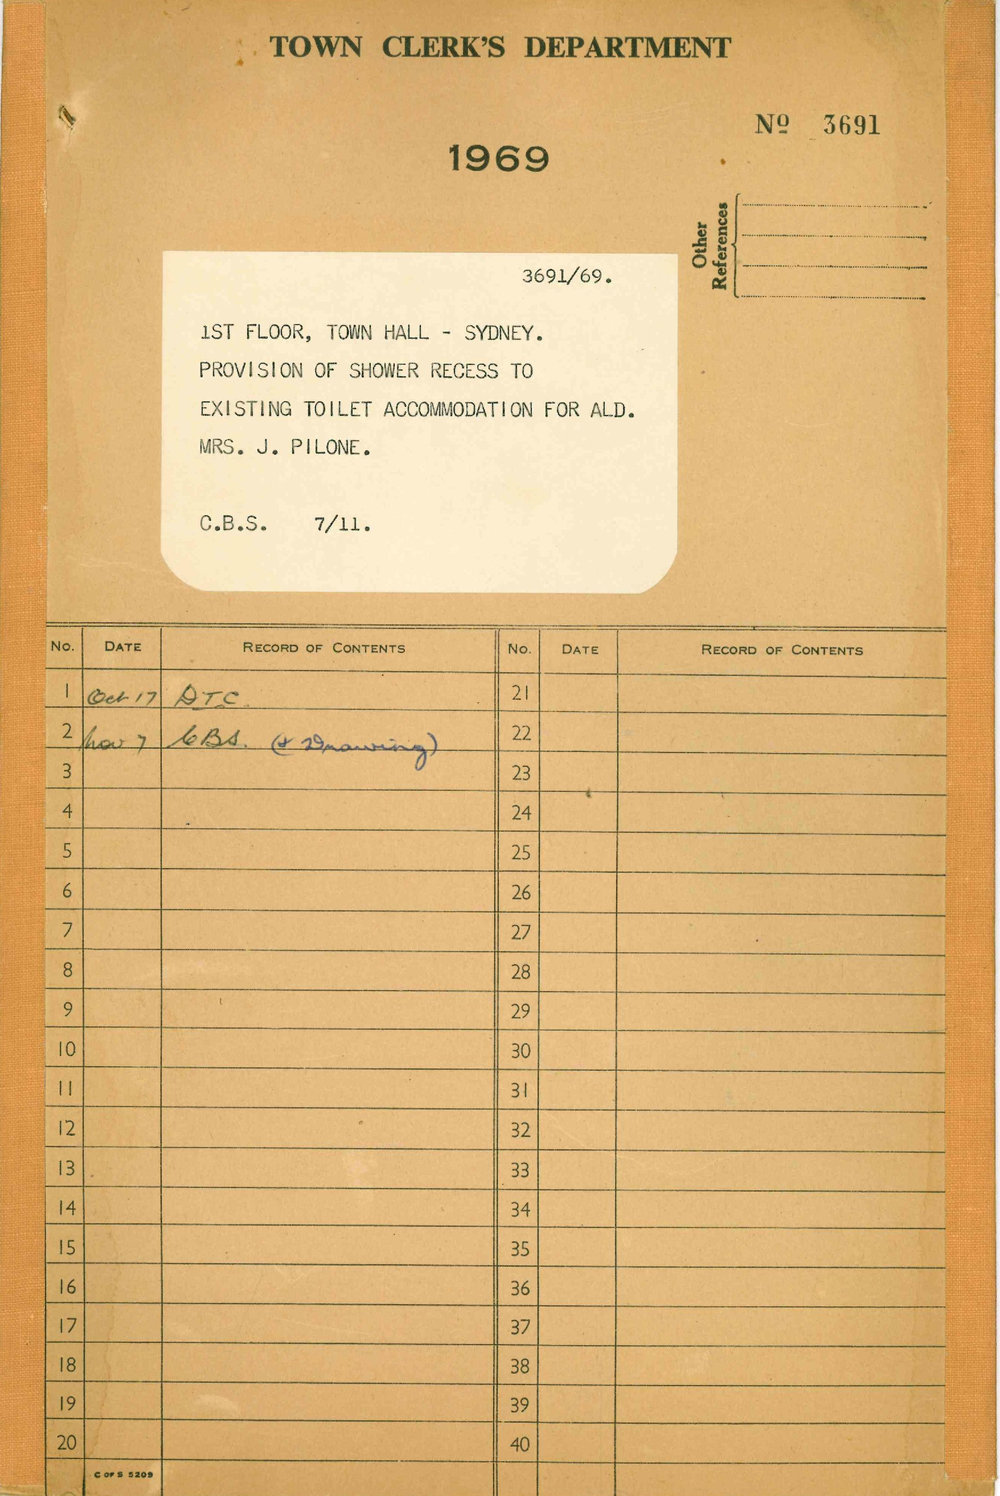 TOWN CLERK'S DEPARTMENT
Nº 3691
1969
Other
References
3691/69.
1ST FLOOR, TOWN HALL - SYDNEY.
PROVISION OF SHOWER RECESS TO
EXISTING TOILET ACCOMMODATION FOR ALD.
MRS. J. PILONE.
C.B.S. 7/11.
No. DATE RECORD OF CONTENTS No. DATE RECORD OF CONTENTS
1 Oct 17 DTC. 21
2 Nov 7 CBS. (& Drawing) 22
3 23
4 24
5 25
6 26
7 27
8 28
9 29
10 30
11 31
12 32
13 33
14 34
15 35
16 36
17 37
18 38
19 39
20 40
C OF S 5209